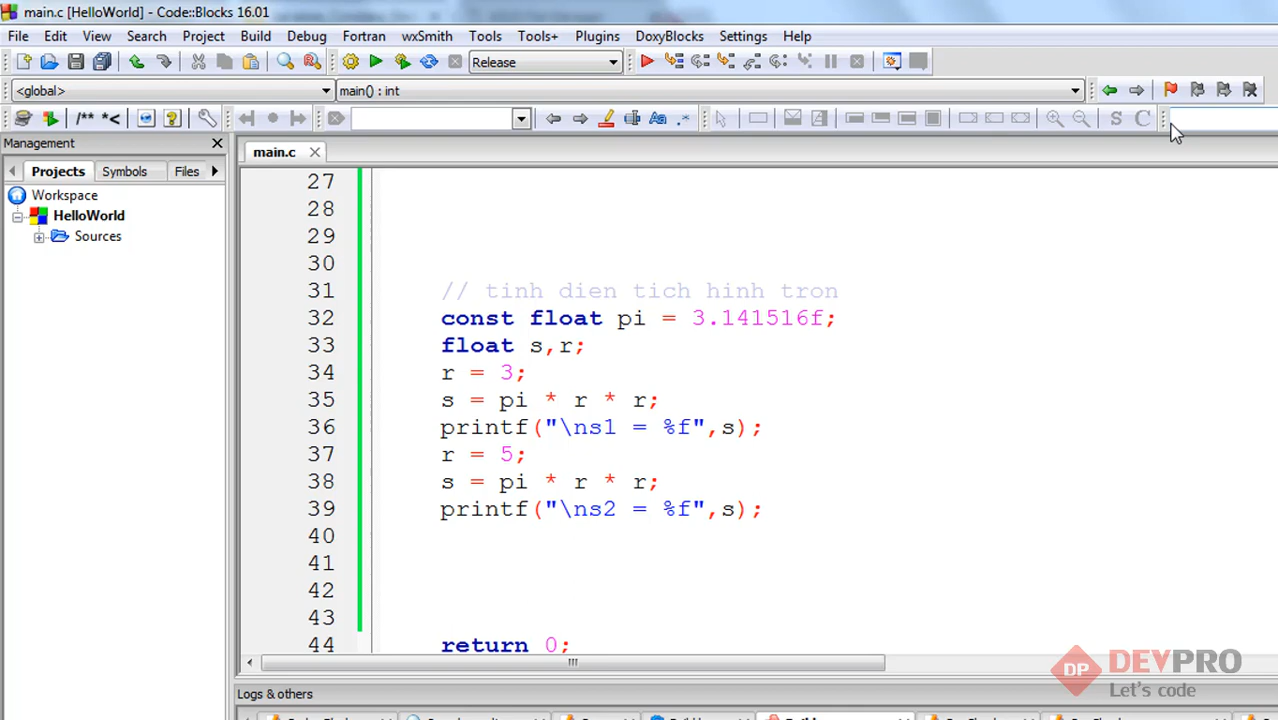 main.c [HelloWorld] - Code::Blocks 16.01
File Edit View Search Project Build Debug Fortran wxSmith Tools Tools+ Plugins DoxyBlocks Settings Help
Release
<global> main() : int
/** *<
Aa .* S C
Management
main.c
Projects Symbols Files
Workspace
HelloWorld
Sources
27
28
29
30
31 // tinh dien tich hinh tron
32 const float pi = 3.141516f;
33 float s,r;
34 r = 3;
35 s = pi * r * r;
36 printf("\ns1 = %f",s);
37 r = 5;
38 s = pi * r * r;
39 printf("\ns2 = %f",s);
40
41
42
43
44 return 0;
Logs & others
DP DEVPRO
Let's code